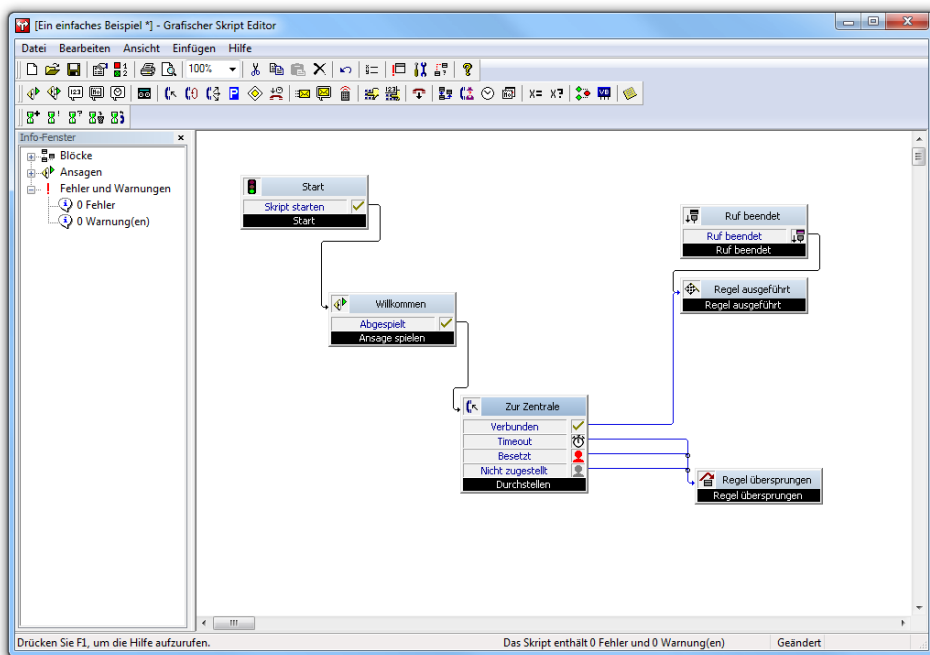 [Ein einfaches Beispiel *] - Grafischer Skript Editor
Datei Bearbeiten Ansicht Einfügen Hilfe
100%
Info-Fenster
Blöcke
Ansagen
Fehler und Warnungen
0 Fehler
0 Warnung(en)
Start
Skript starten
Start
Willkommen
Abgespielt
Ansage spielen
Zur Zentrale
Verbunden
Timeout
Besetzt
Nicht zugestellt
Durchstellen
Ruf beendet
Ruf beendet
Ruf beendet
Regel ausgeführt
Regel ausgeführt
Regel übersprungen
Regel übersprungen
Drücken Sie F1, um die Hilfe aufzurufen.
Das Skript enthält 0 Fehler und 0 Warnung(en)
Geändert